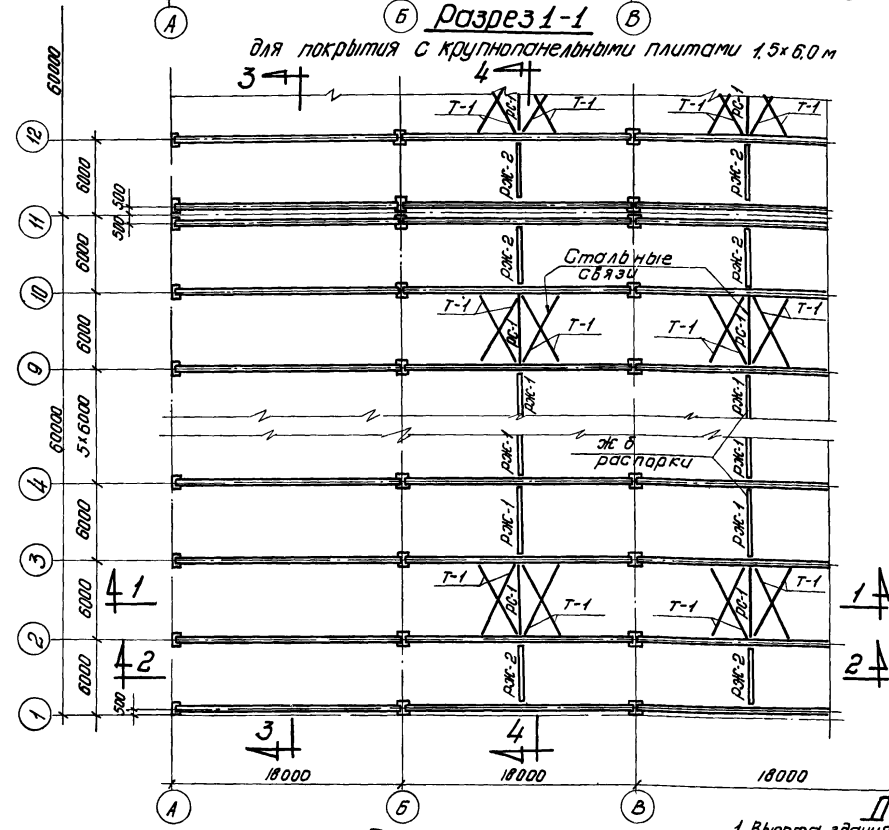 А Б Разрез 1-1 В
для покрытия с крупнопанельными плитами 1,5×6,0 м
3 4
60000
Т-1 РС-1 Т-1 Т-1 РС-1 Т-1
12
6000 РЖ-2 РЖ-2
500
11
500
6000 РЖ-2 РЖ-2
Стальные
связи
10
Т-1 Т-1
6000 РС-1 Т-1 Т-1 РС-1
9
РЖ-1 РЖ-1
60000 5×6000
РЖ-1 ж б РЖ-1
распорки
4
6000 РЖ-1 РЖ-1
3
Т-1 Т-1
1 6000 РС-1 Т-1 Т-1 РС-1 1
2
2 6000 РЖ-2 РЖ-2 2
500
1
3 4
18000 18000 18000
А Б В
1. Высота здания